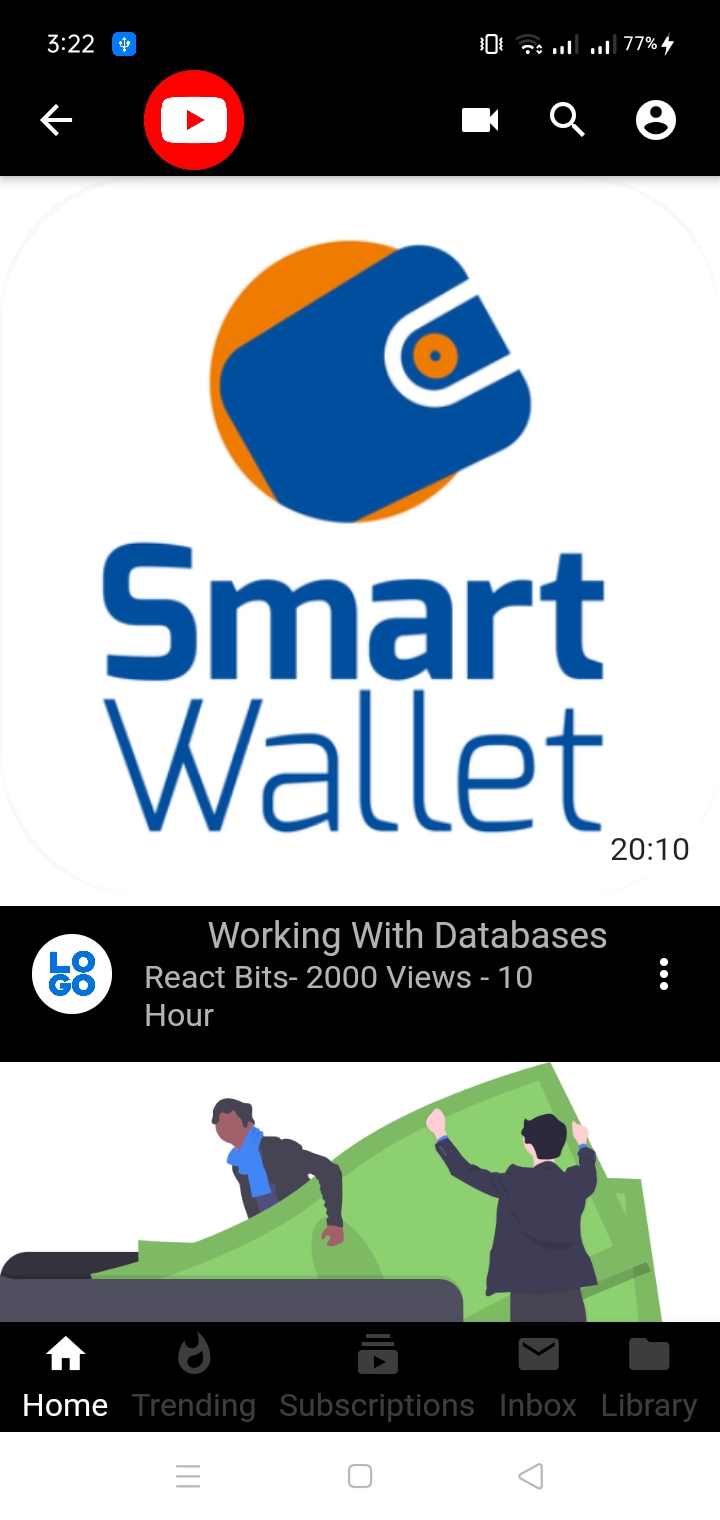 3:22
77%
Smart
Wallet
20:10
LO
GO
Working With Databases
React Bits- 2000 Views - 10
Hour
Home Trending Subscriptions Inbox Library